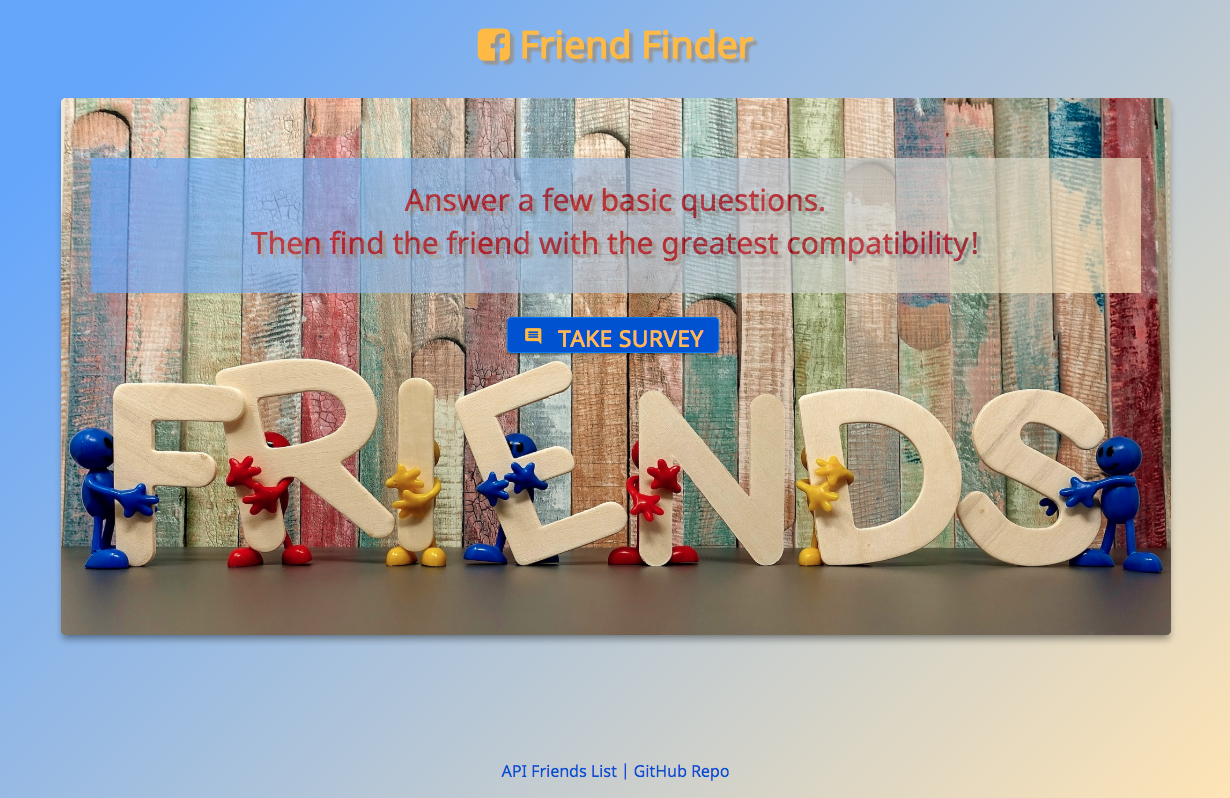 Friend Finder
Answer a few basic questions.
Then find the friend with the greatest compatibility!
TAKE SURVEY
FRIENDS
API Friends List | GitHub Repo